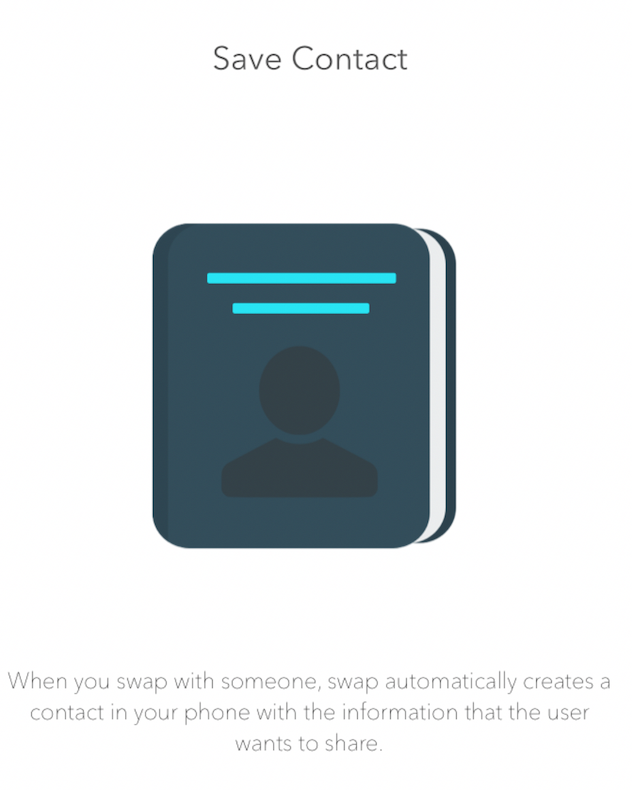 Save Contact
When you swap with someone, swap automatically creates a
contact in your phone with the information that the user
wants to share.